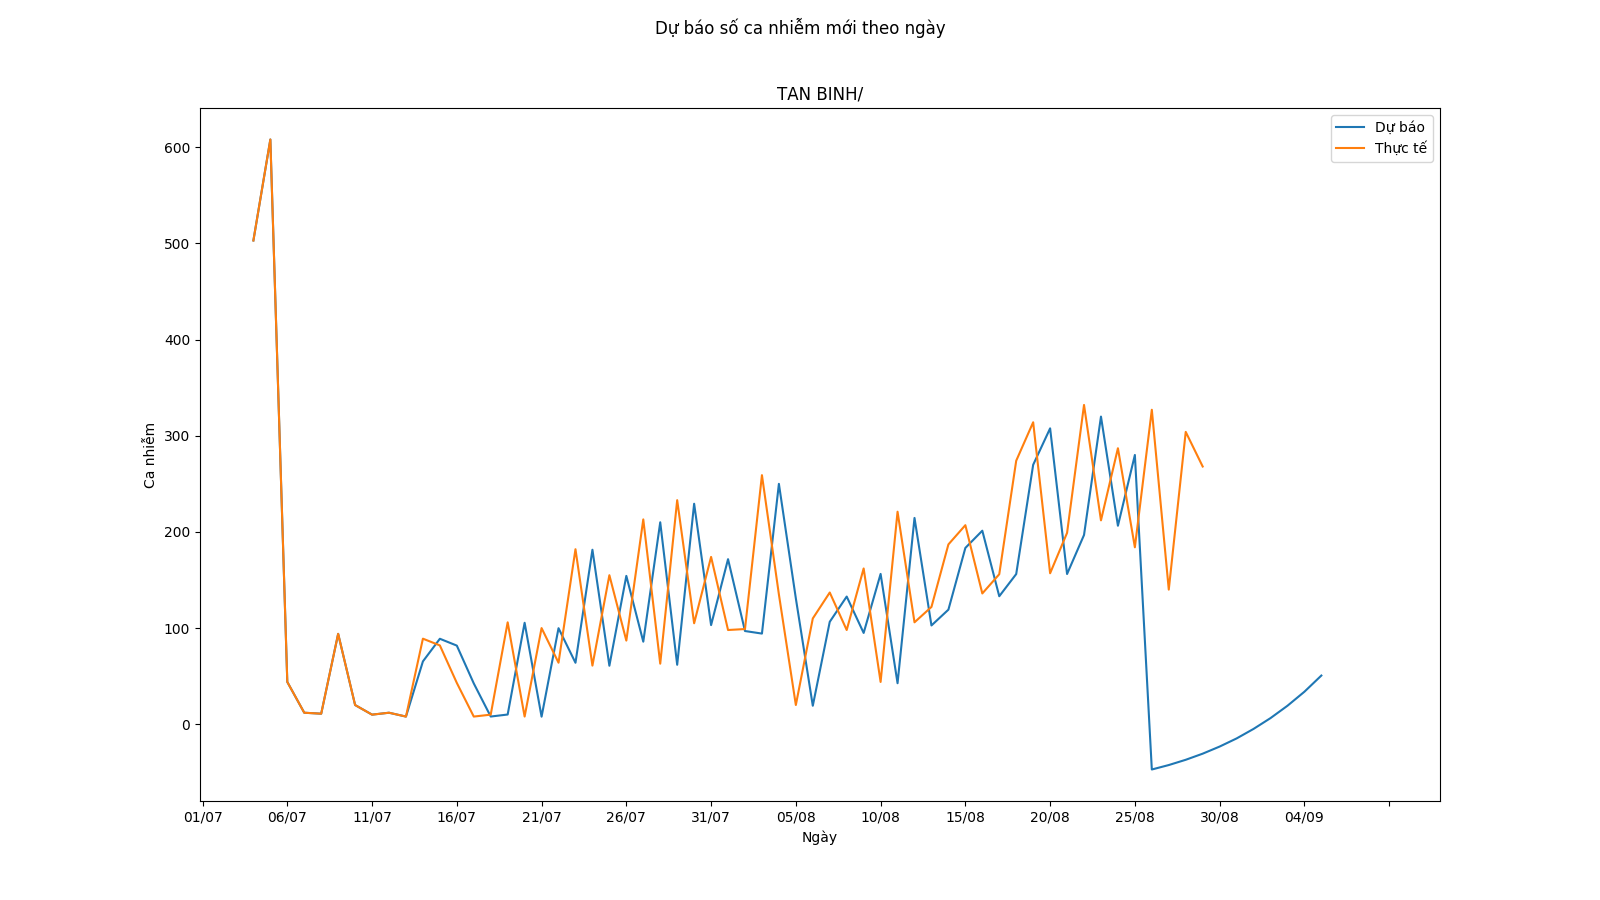 Dự báo số ca nhiễm mới theo ngày
TAN BINH/
Dự báo
Thực tế
600
500
400
300
200
100
0
Ca nhiễm
01/07 06/07 11/07 16/07 21/07 26/07 31/07 05/08 10/08 15/08 20/08 25/08 30/08 04/09
Ngày